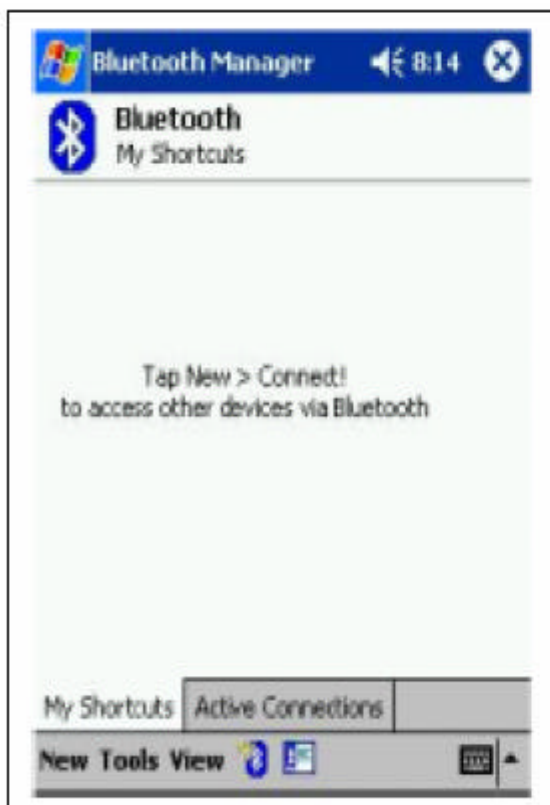 Bluetooth Manager 8:14
Bluetooth
My Shortcuts
Tap New > Connect!
to access other devices via Bluetooth
My Shortcuts Active Connections
New Tools View